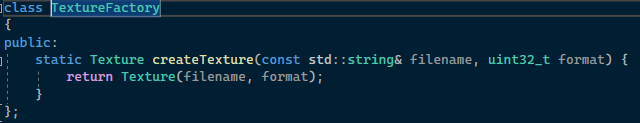 class TextureFactory
{
public:
    static Texture createTexture(const std::string& filename, uint32_t format) {
        return Texture(filename, format);
    }
};